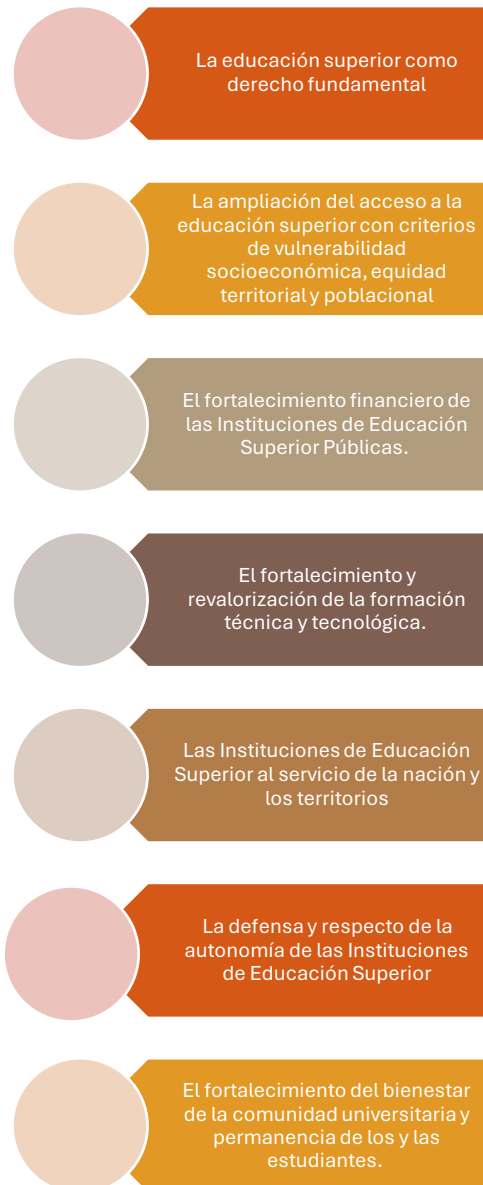 La educación superior como
derecho fundamental
La ampliación del acceso a la
educación superior con criterios
de vulnerabilidad
socioeconómica, equidad
territorial y poblacional
El fortalecimiento financiero de
las Instituciones de Educación
Superior Públicas.
El fortalecimiento y
revalorización de la formación
técnica y tecnológica.
Las Instituciones de Educación
Superior al servicio de la nación y
los territorios
La defensa y respecto de la
autonomía de las Instituciones
de Educación Superior
El fortalecimiento del bienestar
de la comunidad universitaria y
permanencia de los y las
estudiantes.